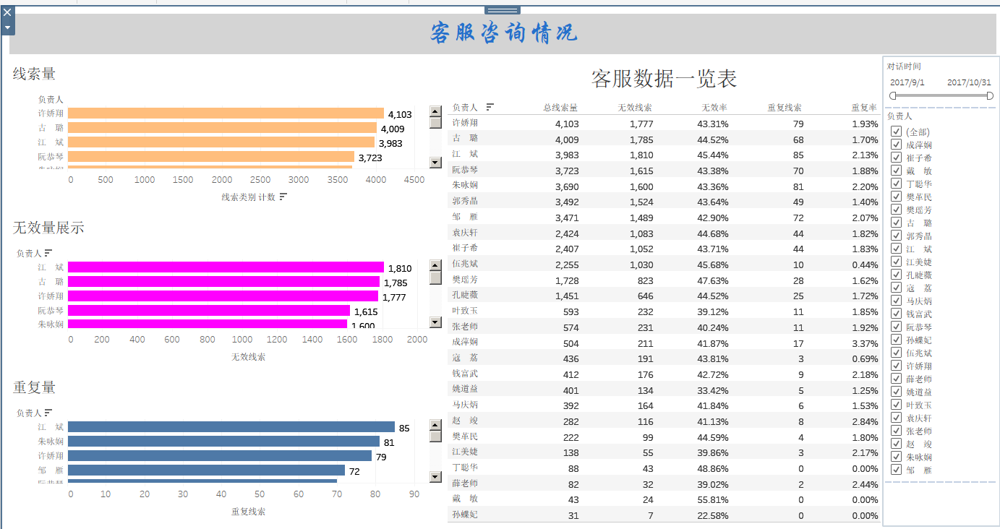 客服咨询情况
线索量
负责人
许娇翔 4,103
古 璐 4,009
江 斌 3,983
阮恭琴 3,723
朱咏娴
0 500 1000 1500 2000 2500 3000 3500 4000 4500
线索类别 计数
无效量展示
负责人
江 斌 1,810
古 璐 1,785
许娇翔 1,777
阮恭琴 1,615
朱咏娴 1,600
0 200 400 600 800 1000 1200 1400 1600 1800 2000
无效线索
重复量
负责人
江 斌 85
朱咏娴 81
许娇翔 79
邹 雁 72
阮恭琴
0 10 20 30 40 50 60 70 80 90
重复线索
客服数据一览表
负责人 总线索量 无效线索 无效率 重复线索 重复率
许娇翔 4,103 1,777 43.31% 79 1.93%
古 璐 4,009 1,785 44.52% 68 1.70%
江 斌 3,983 1,810 45.44% 85 2.13%
阮恭琴 3,723 1,615 43.38% 70 1.88%
朱咏娴 3,690 1,600 43.36% 81 2.20%
郭秀晶 3,492 1,524 43.64% 49 1.40%
邹 雁 3,471 1,489 42.90% 72 2.07%
袁庆轩 2,424 1,083 44.68% 44 1.82%
崔子希 2,407 1,052 43.71% 44 1.83%
伍兆斌 2,255 1,030 45.68% 10 0.44%
樊瑶芳 1,728 823 47.63% 28 1.62%
孔睫薇 1,451 646 44.52% 25 1.72%
叶致玉 593 232 39.12% 11 1.85%
张老师 574 231 40.24% 11 1.92%
成萍娴 504 211 41.87% 17 3.37%
寇 荔 436 191 43.81% 3 0.69%
钱富武 412 176 42.72% 9 2.18%
姚道益 401 134 33.42% 5 1.25%
马庆炳 392 164 41.84% 6 1.53%
赵 竣 282 116 41.13% 8 2.84%
樊革民 222 99 44.59% 4 1.80%
江美婕 138 55 39.86% 3 2.17%
丁聪华 88 43 48.86% 0 0.00%
薛老师 82 32 39.02% 2 2.44%
戴 敏 43 24 55.81% 0 0.00%
孙蝶妃 31 7 22.58% 0 0.00%
对话时间
2017/9/1 2017/10/31
负责人
(全部)
成萍娴
崔子希
戴 敏
丁聪华
樊革民
樊瑶芳
古 璐
郭秀晶
江 斌
江美婕
孔睫薇
寇 荔
马庆炳
钱富武
阮恭琴
孙蝶妃
伍兆斌
许娇翔
薛老师
姚道益
叶致玉
袁庆轩
张老师
赵 竣
朱咏娴
邹 雁